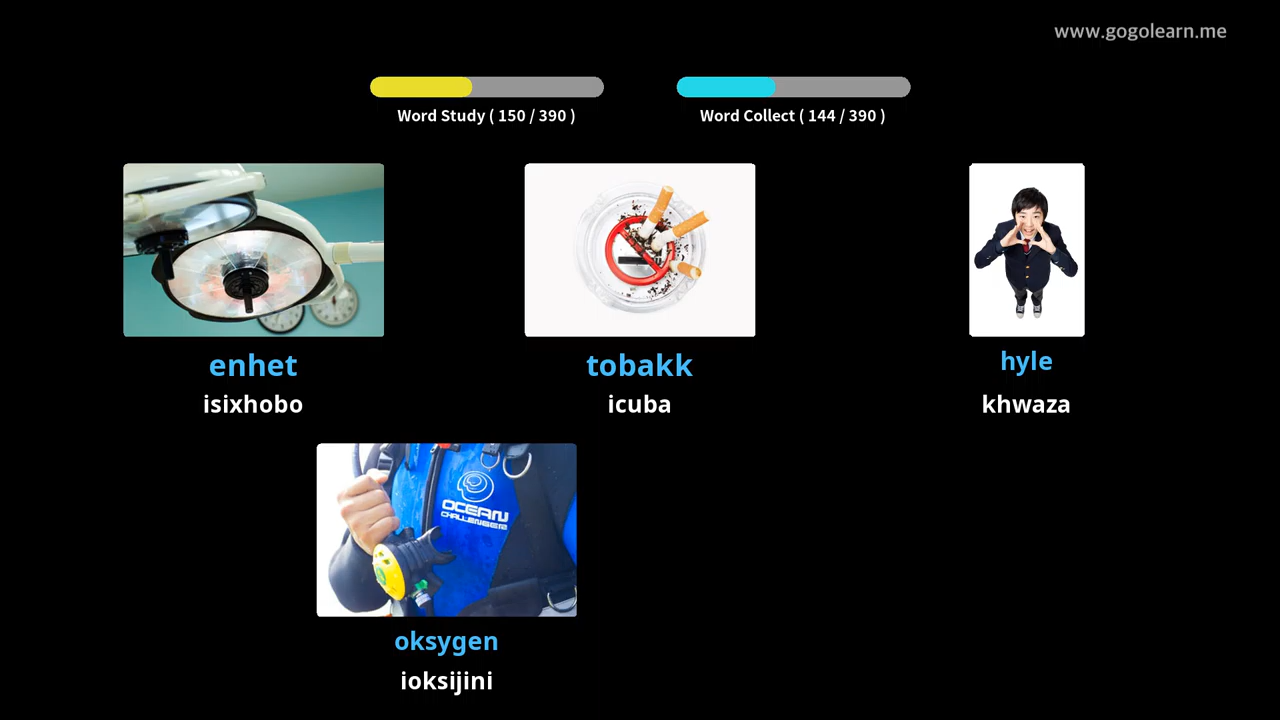 www.gogolearn.me
Word Study ( 150 / 390 )
Word Collect ( 144 / 390 )
enhet
isixhobo
tobakk
icuba
hyle
khwaza
OCEAN
CHALLENGER
oksygen
ioksijini